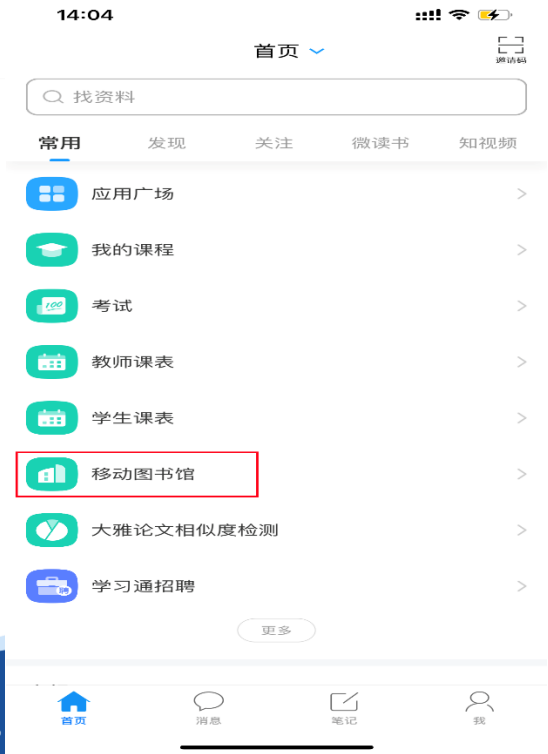 14:04
首页
邀请码
找资料
常用 发现 关注 微读书 知视频
应用广场
我的课程
100
考试
教师课表
学生课表
移动图书馆
大雅论文相似度检测
聘
学习通招聘
更多
首页 消息 笔记 我